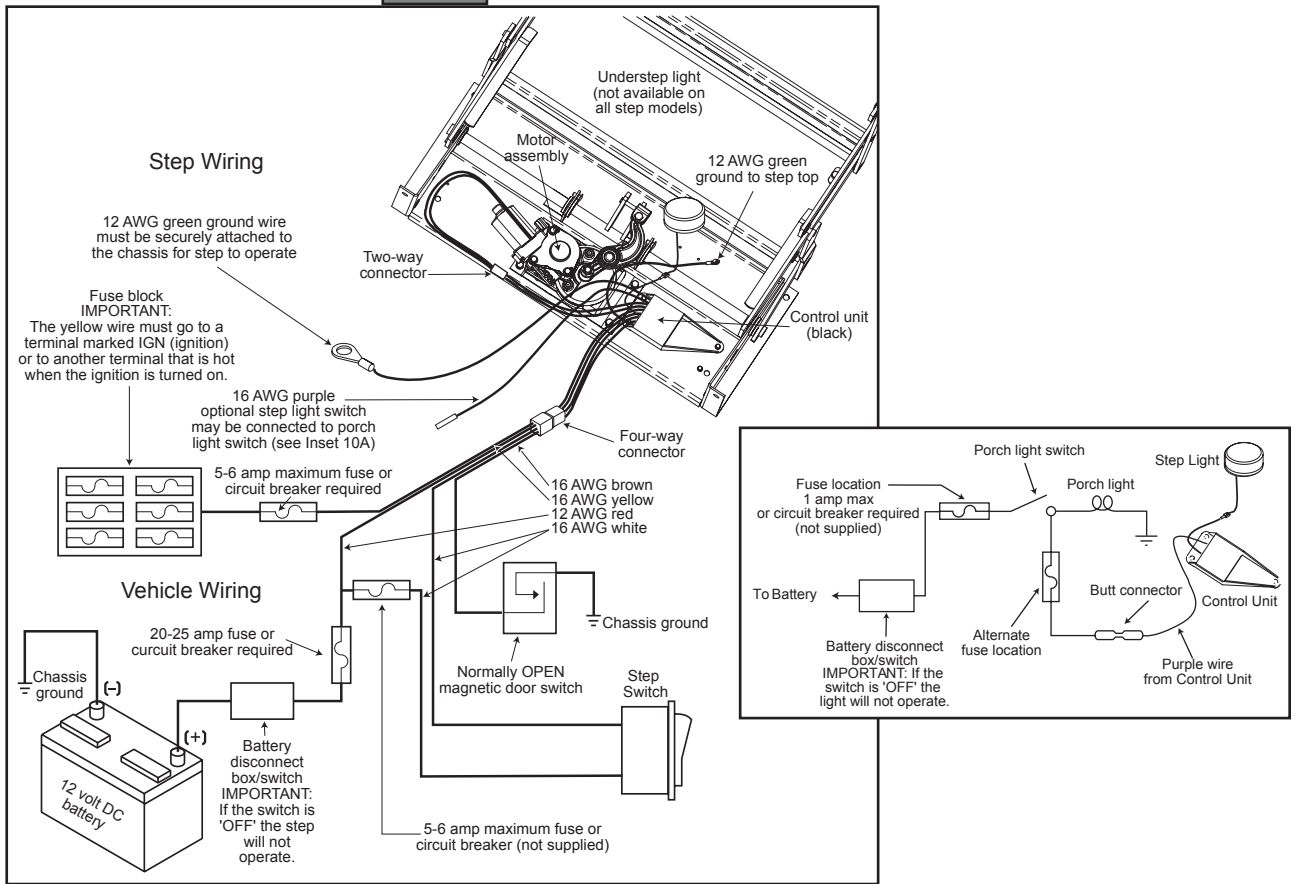 Understep light
(not available on
all step models)
Motor
assembly
12 AWG green
ground to step top
Step Wiring
12 AWG green ground wire
must be securely attached to
the chassis for step to operate
Two-way
connector
Fuse block
IMPORTANT:
The yellow wire must go to a
terminal marked IGN (ignition)
or to another terminal that is hot
when the ignition is turned on.
Control unit
(black)
16 AWG purple
optional step light switch
may be connected to porch
light switch (see Inset 10A)
Four-way
connector
5-6 amp maximum fuse or
circuit breaker required
16 AWG brown
16 AWG yellow
12 AWG red
16 AWG white
Vehicle Wiring
20-25 amp fuse or
curcuit breaker required
Chassis ground
Normally OPEN
magnetic door switch
Step
Switch
Chassis
ground
(-)
(+)
12 volt DC
battery
Battery
disconnect
box/switch
IMPORTANT:
If the switch is
'OFF' the step
will not
operate.
5-6 amp maximum fuse or
circuit breaker (not supplied)
Porch light switch
Step Light
Fuse location
1 amp max
or circuit breaker required
(not supplied)
Porch light
To Battery
Butt connector
Control Unit
Alternate
fuse location
Battery disconnect
box/switch
IMPORTANT: If the
switch is 'OFF' the
light will not operate.
Purple wire
from Control Unit